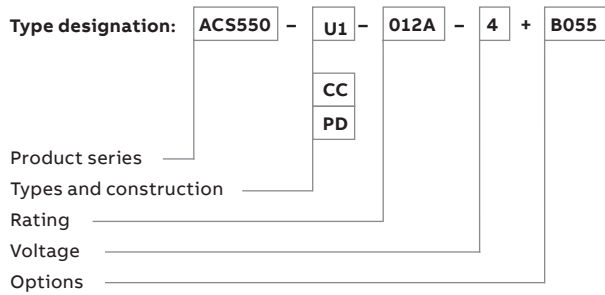 Type designation: ACS550 – U1 – 012A – 4 + B055
CC
PD
Product series
Types and construction
Rating
Voltage
Options